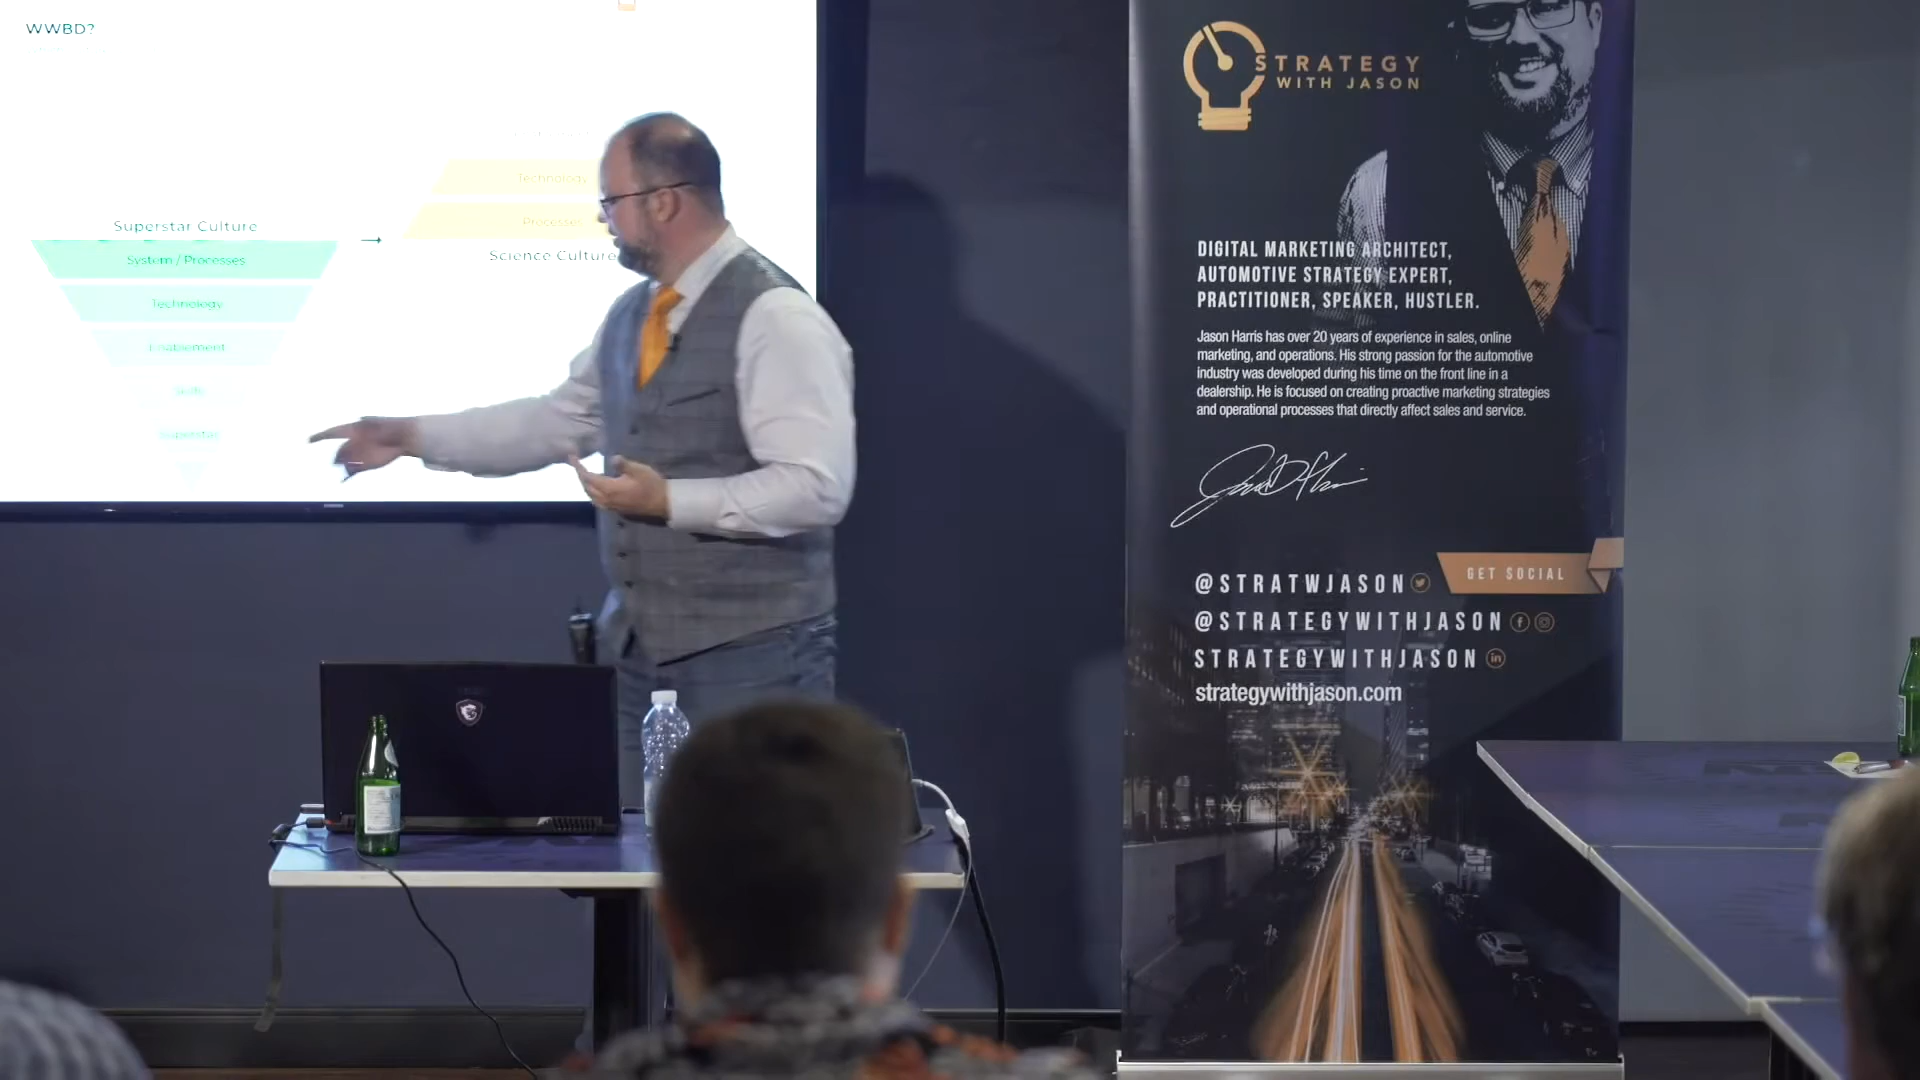 WWBD?
Superstar Culture
System / Processes
Technology
Enablement
Superstar
Technology
Processes
Science Culture
STRATEGY
WITH JASON
DIGITAL MARKETING ARCHITECT,
AUTOMOTIVE STRATEGY EXPERT,
PRACTITIONER, SPEAKER, HUSTLER.
Jason Harris has over 20 years of experience in sales, online
marketing, and operations. His strong passion for the automotive
industry was developed during his time on the front line in a
dealership. He is focused on creating proactive marketing strategies
and operational processes that directly affect sales and service.
GET SOCIAL
@STRATWJASON
@STRATEGYWITHJASON
STRATEGYWITHJASON
strategywithjason.com